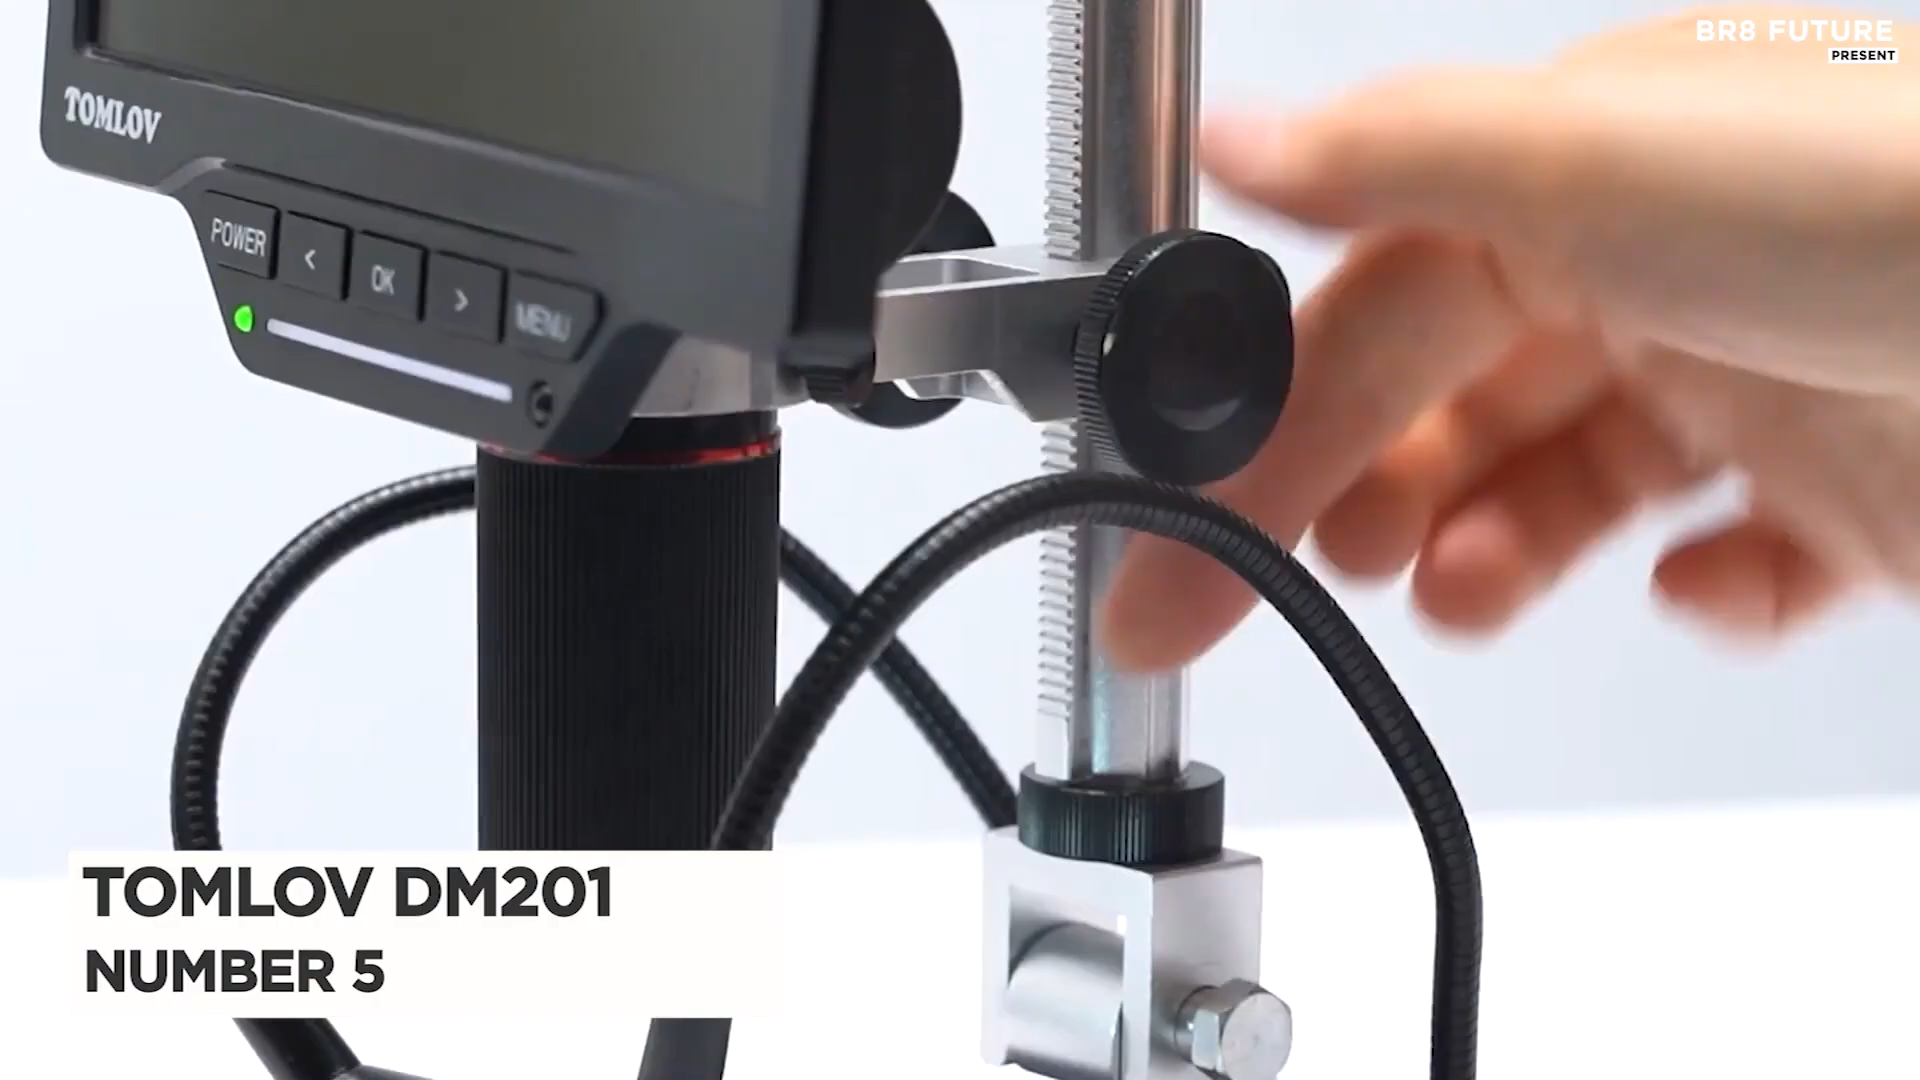 BR8 FUTURE
PRESENT
TOMLOV
POWER
<
OK
>
MENU
TOMLOV DM201
NUMBER 5